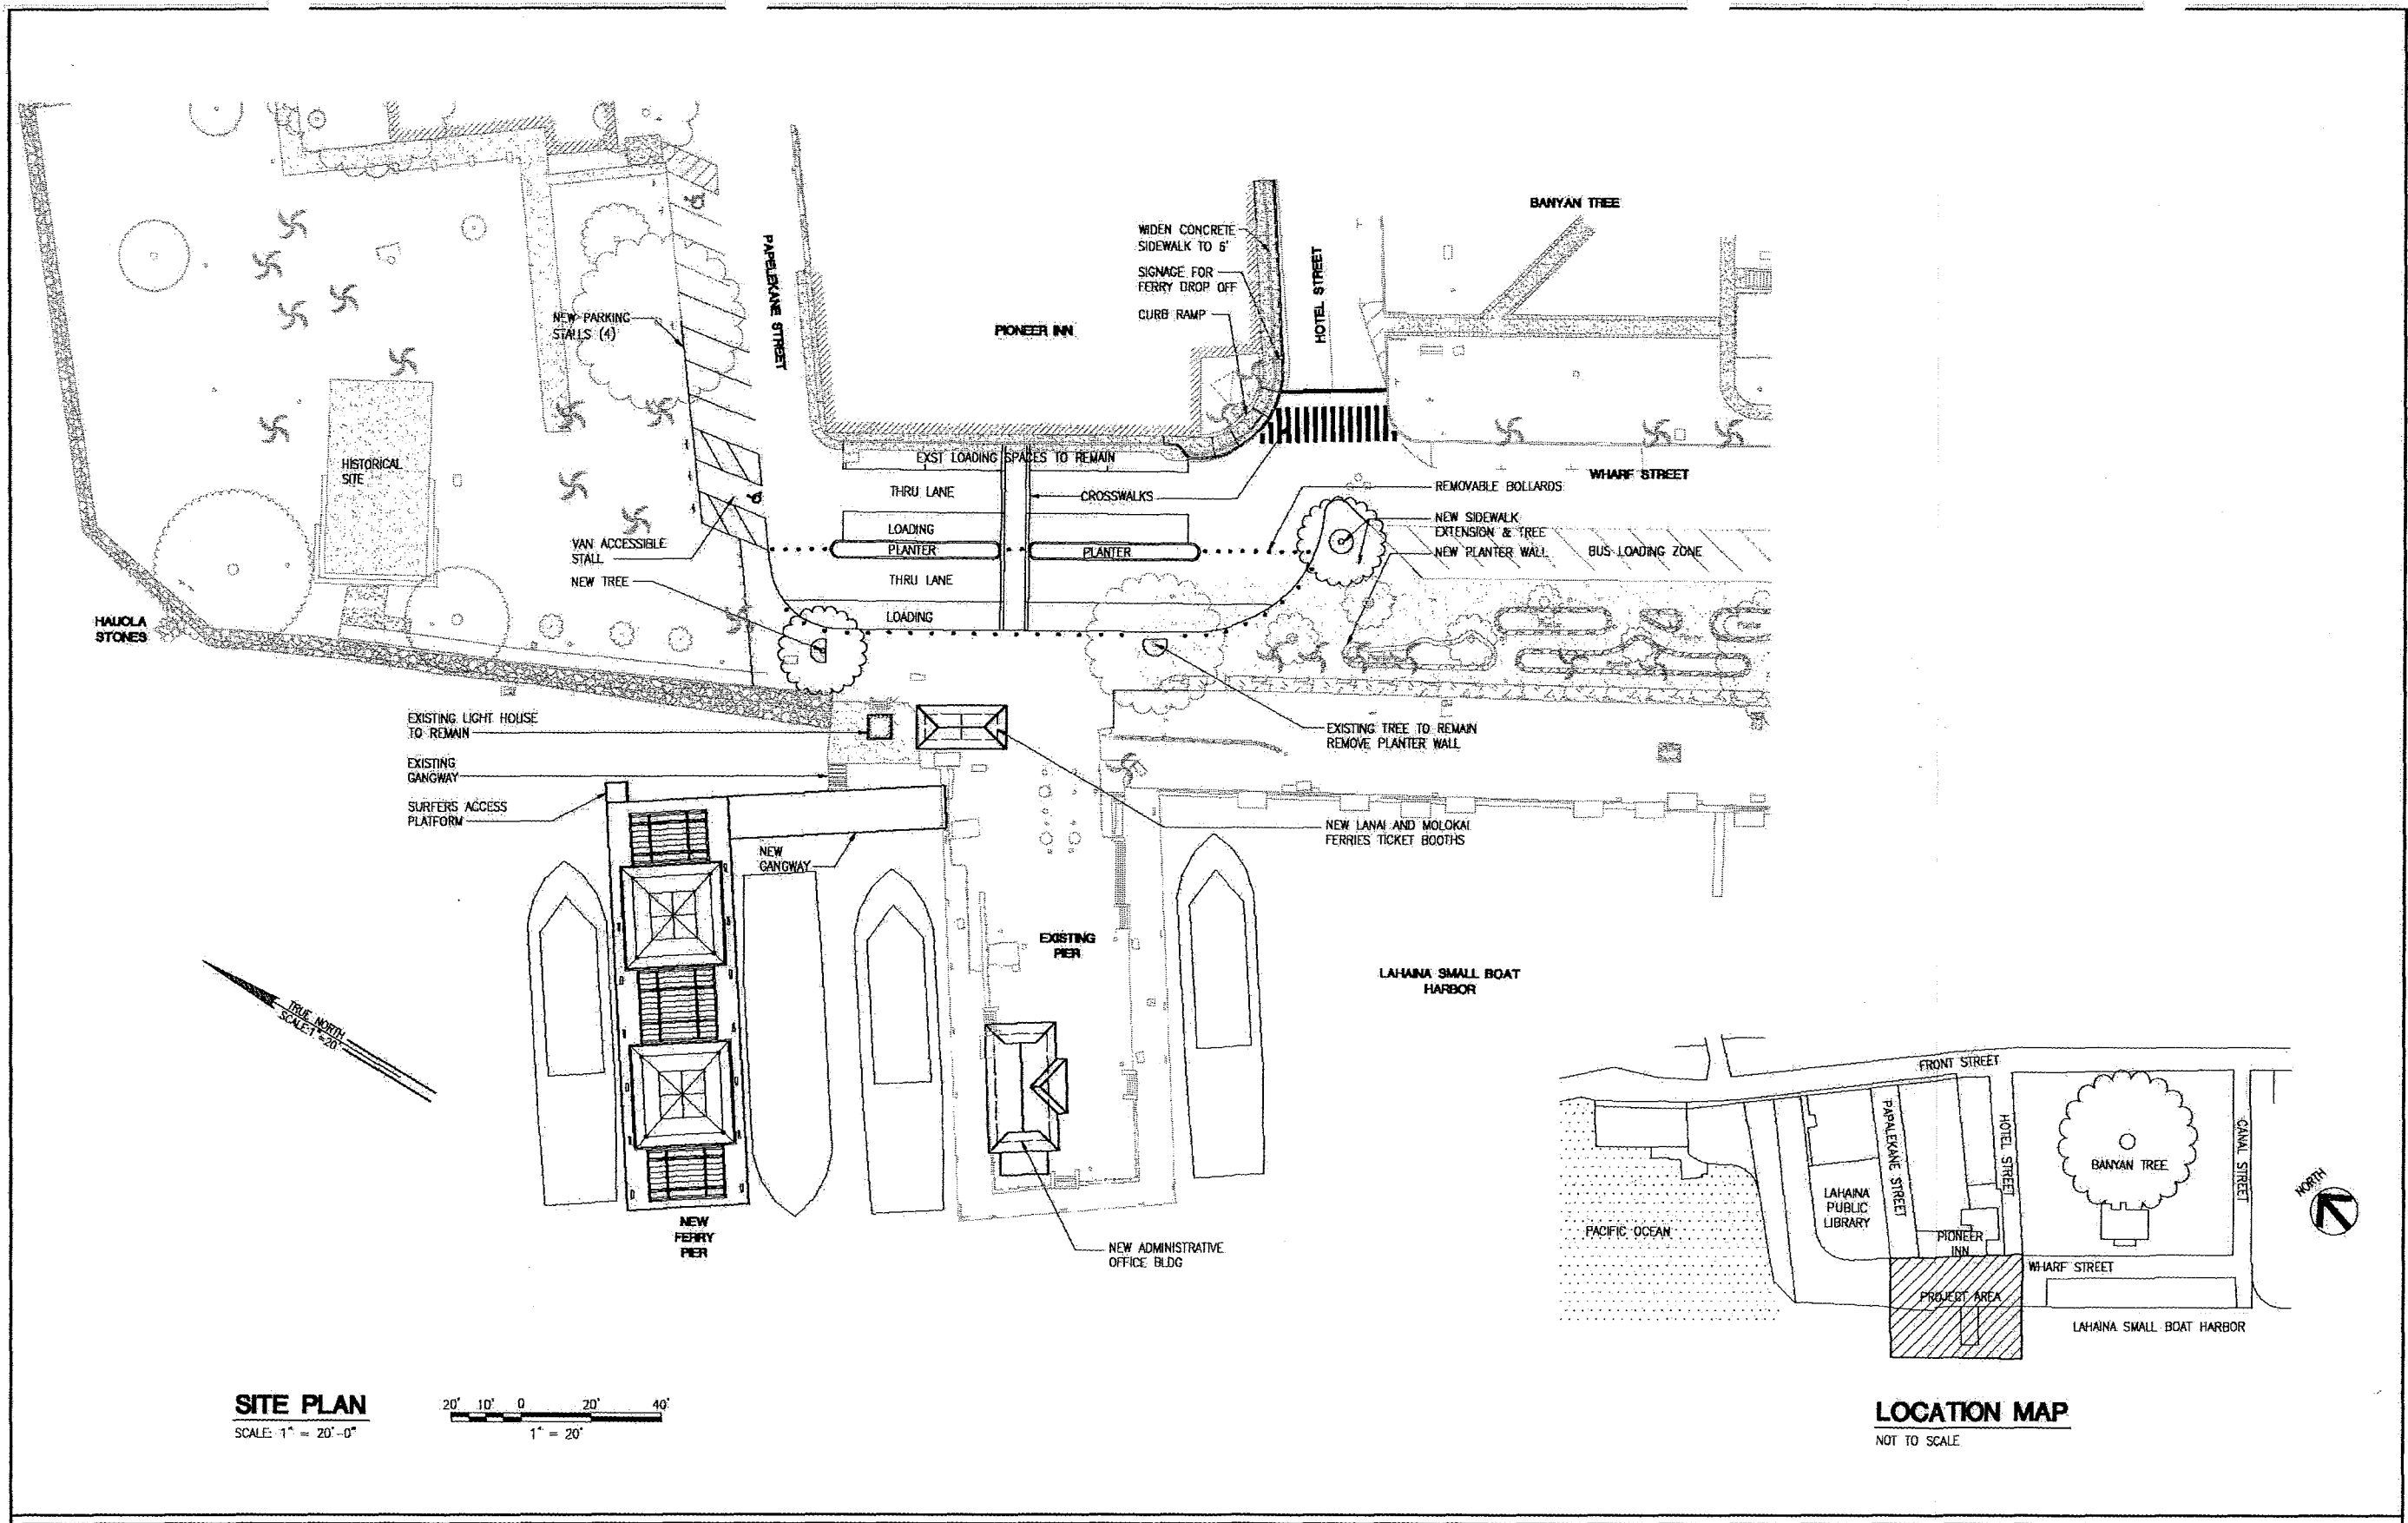 BANYAN TREE
WIDEN CONCRETE
SIDEWALK TO 6'
SIGNAGE FOR
FERRY DROP OFF
CURB RAMP
HOTEL STREET
PAPELEKANE STREET
NEW PARKING
STALLS (4)
PIONEER INN
HISTORICAL
SITE
EXST LOADING SPACES TO REMAIN
THRU LANE
CROSSWALKS
WHARF STREET
REMOVABLE BOLLARDS
LOADING
NEW SIDEWALK
EXTENSION & TREE
PLANTER
PLANTER
NEW PLANTER WALL
BUS LOADING ZONE
VAN ACCESSIBLE
STALL
NEW TREE
THRU LANE
LOADING
HAUOLA
STONES
EXISTING LIGHT HOUSE
TO REMAIN
EXISTING TREE TO REMAIN
REMOVE PLANTER WALL
EXISTING
GANGWAY
SURFERS ACCESS
PLATFORM
NEW LANAI AND MOLOKAI
FERRIES TICKET BOOTHS
NEW
GANGWAY
EXISTING
PIER
LAHAINA SMALL BOAT
HARBOR
TRUE NORTH
SCALE:1"=20'
NEW
FERRY
PIER
NEW ADMINISTRATIVE
OFFICE BLDG
FRONT STREET
PAPALEKANE STREET
HOTEL STREET
CANAL STREET
BANYAN TREE
NORTH
LAHAINA
PUBLIC
LIBRARY
PACIFIC OCEAN
PIONEER
INN
WHARF STREET
PROJECT AREA
LAHAINA SMALL BOAT HARBOR
SITE PLAN
SCALE: 1" = 20'-0"
20' 10' 0 20' 40'
1" = 20'
LOCATION MAP
NOT TO SCALE